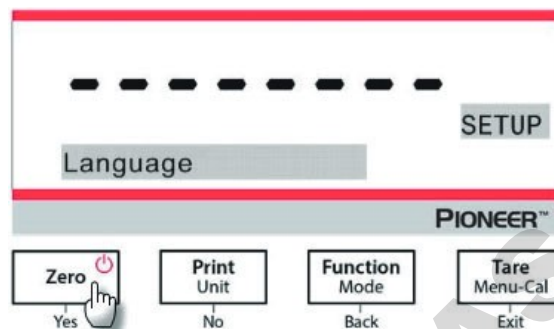 --------
SETUP
Language
PIONEER™
Zero
Print
Unit
Function
Mode
Tare
Menu-Cal
Yes
No
Back
Exit